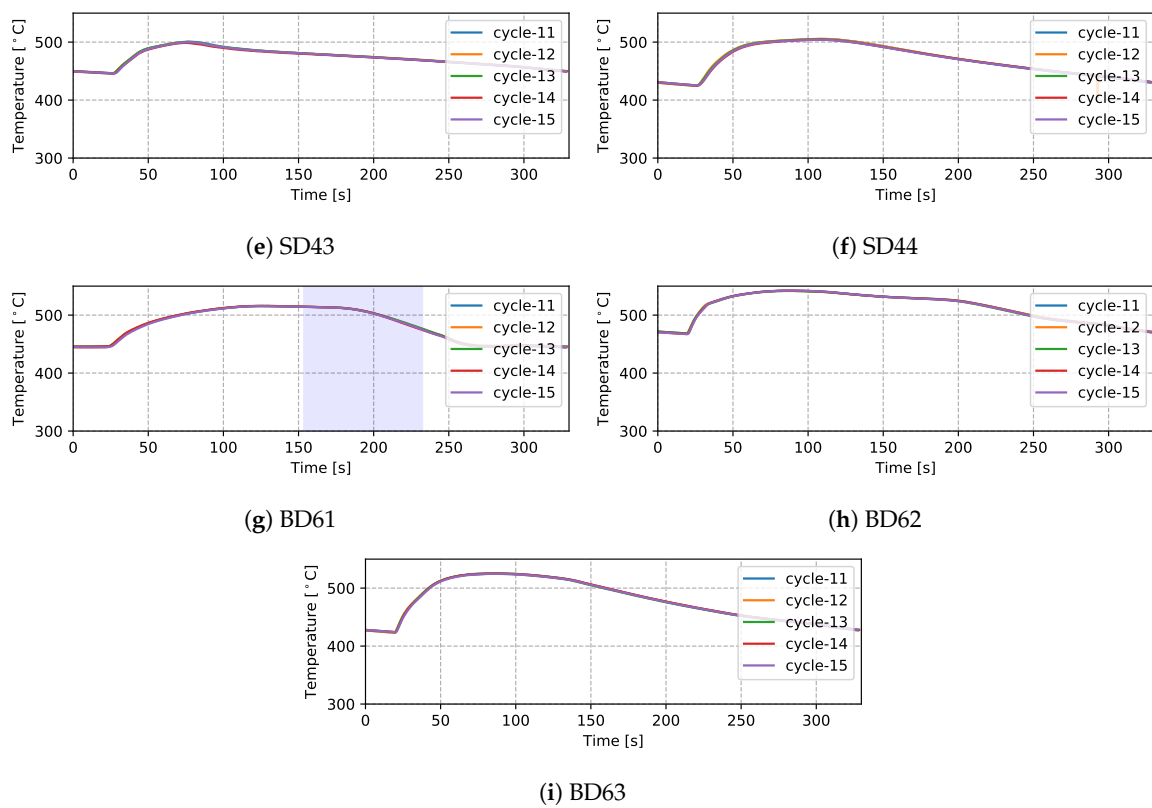 Temperature [°C]
500
400
300
cycle-11
cycle-12
cycle-13
cycle-14
cycle-15
0 50 100 150 200 250 300
Time [s]
(e) SD43
Temperature [°C]
500
400
300
cycle-11
cycle-12
cycle-13
cycle-14
cycle-15
0 50 100 150 200 250 300
Time [s]
(f) SD44
Temperature [°C]
500
400
300
cycle-11
cycle-12
cycle-13
cycle-14
cycle-15
0 50 100 150 200 250 300
Time [s]
(g) BD61
Temperature [°C]
500
400
300
cycle-11
cycle-12
cycle-13
cycle-14
cycle-15
0 50 100 150 200 250 300
Time [s]
(h) BD62
Temperature [°C]
500
400
300
cycle-11
cycle-12
cycle-13
cycle-14
cycle-15
0 50 100 150 200 250 300
Time [s]
(i) BD63